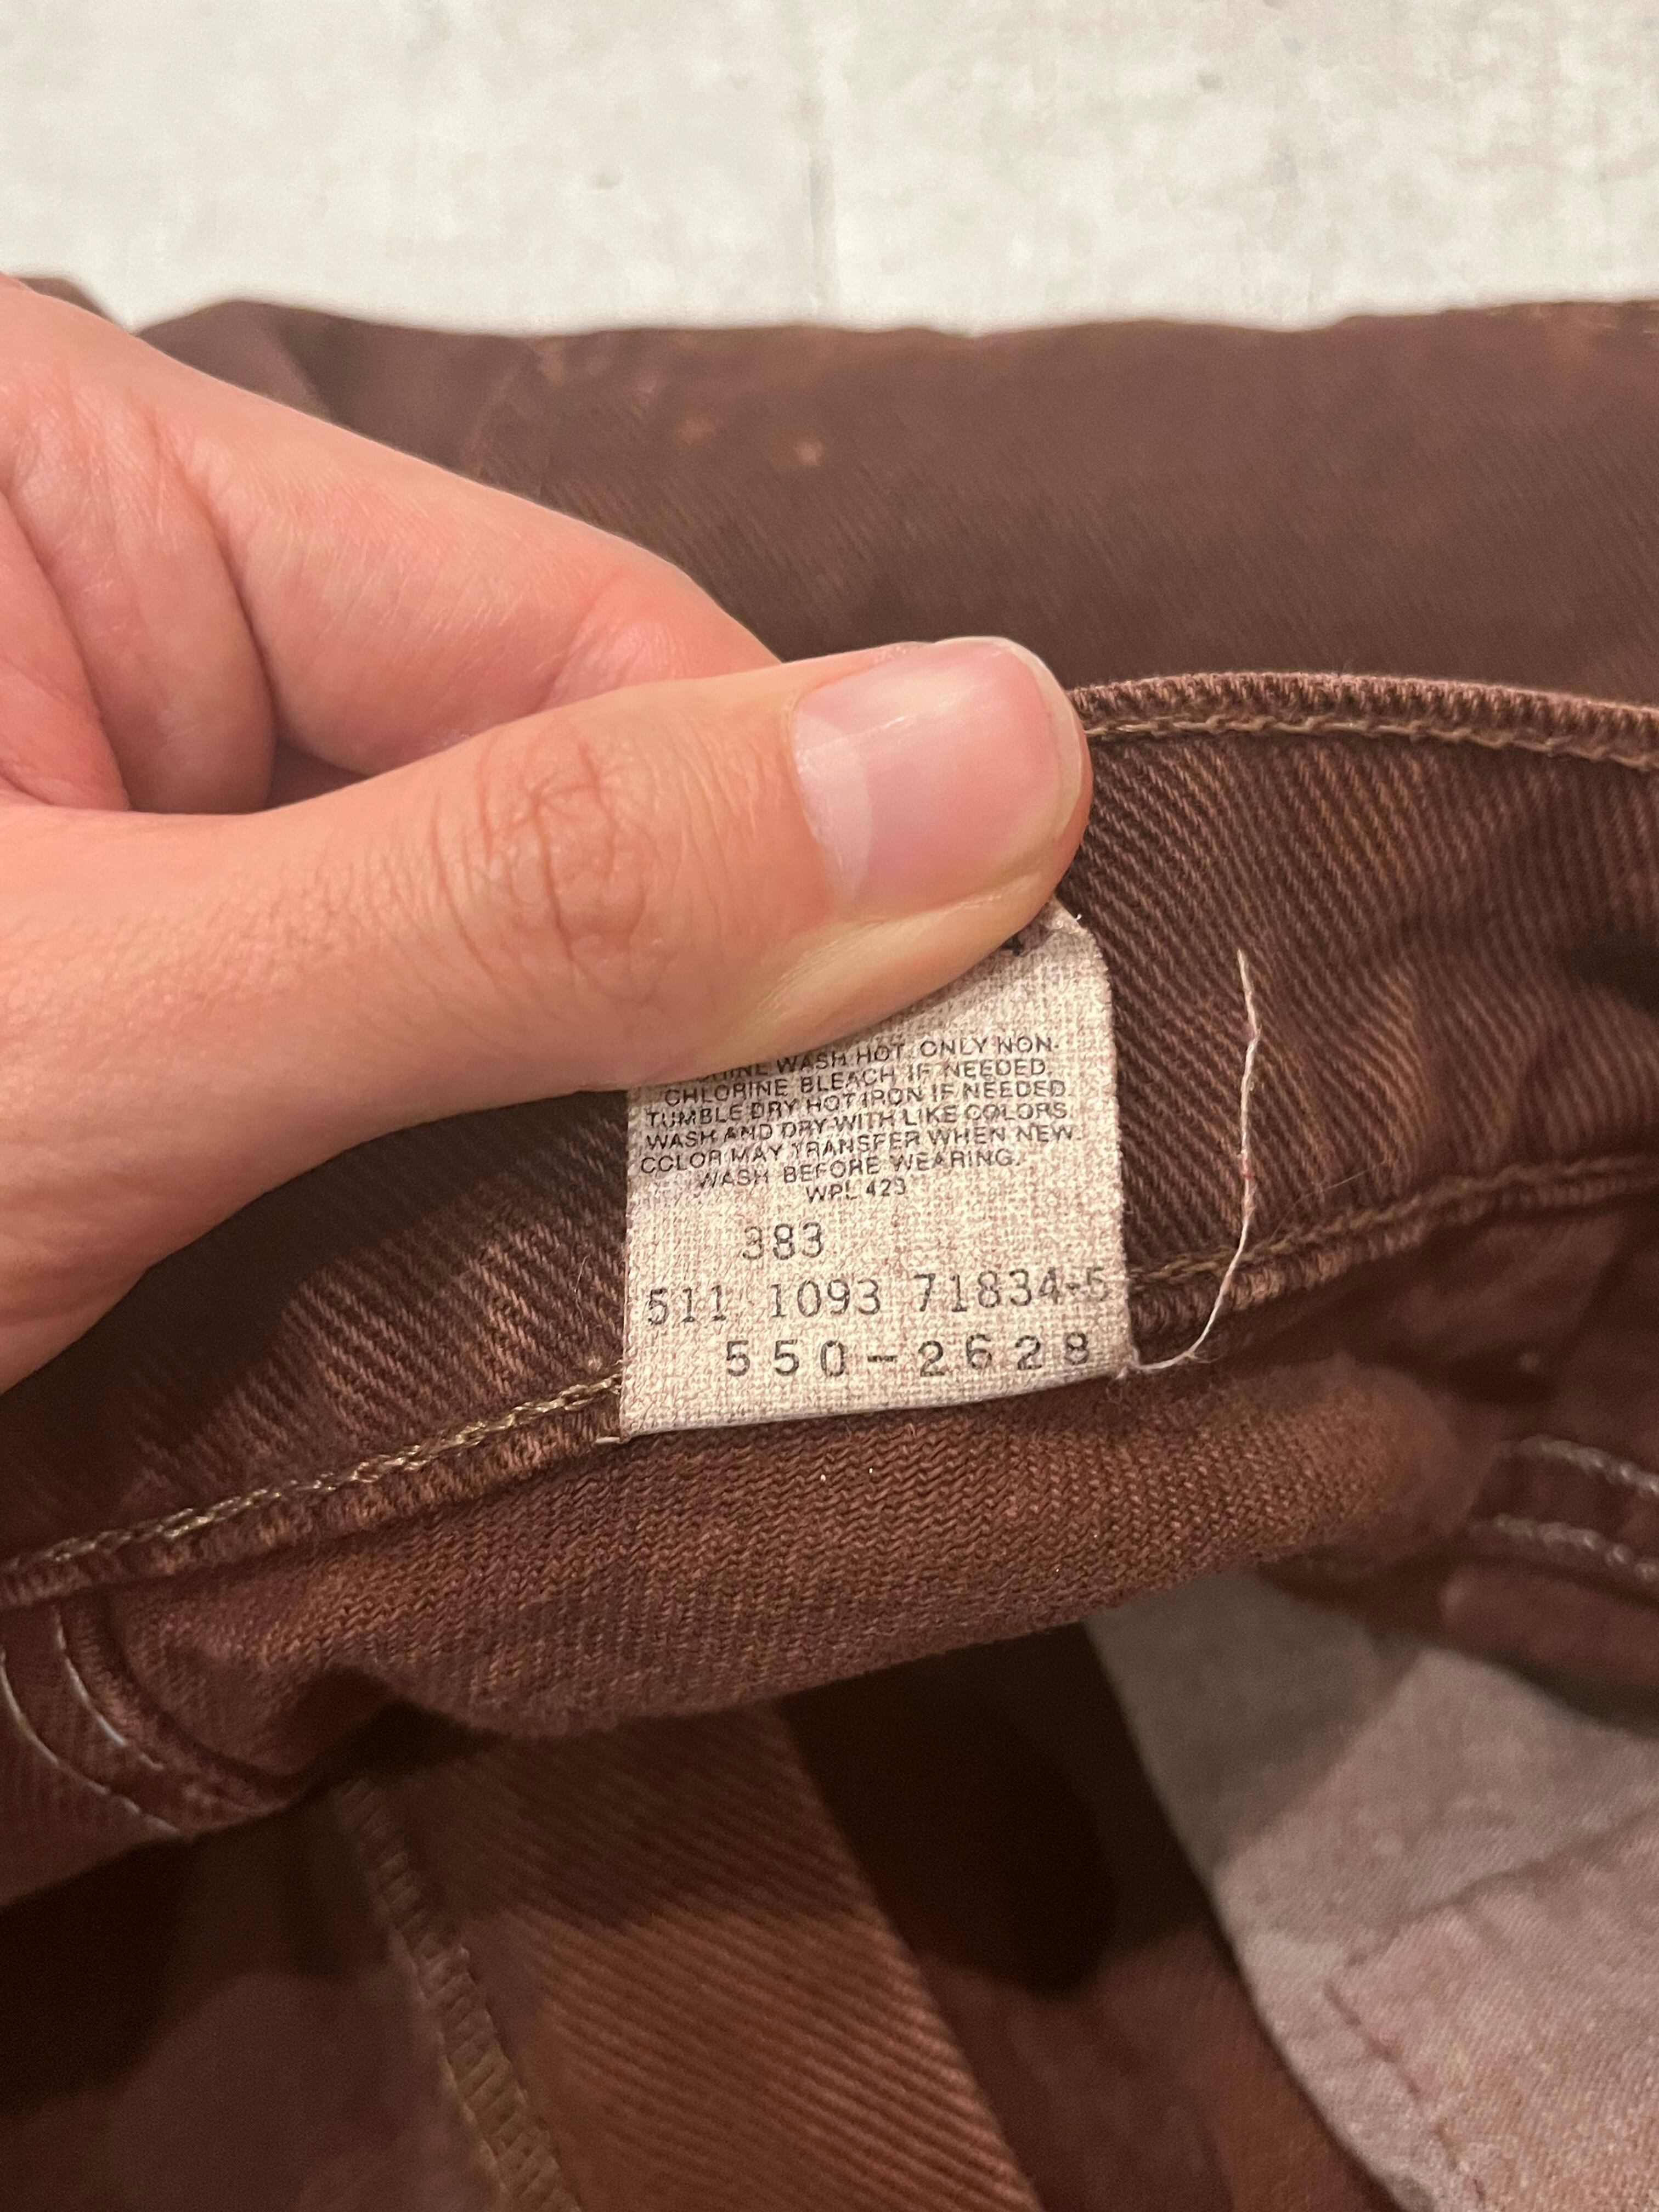 WASH HOT. ONLY NON-
CHLORINE BLEACH IF NEEDED.
TUMBLE DRY HOT IRON IF NEEDED
WASH AND DRY WITH LIKE COLORS
COLOR MAY TRANSFER WHEN NEW.
WASH BEFORE WEARING.
WPL 423
383
511 1093 71834-5
550-2628